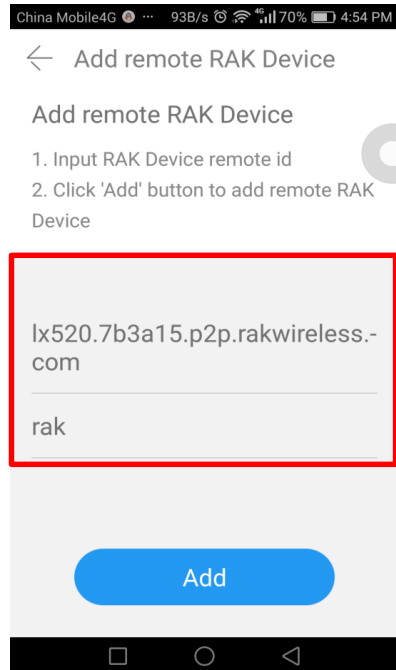 China Mobile4G ... 93B/s 4G 70% 4:54 PM
Add remote RAK Device
Add remote RAK Device
1. Input RAK Device remote id
2. Click 'Add' button to add remote RAK
Device
lx520.7b3a15.p2p.rakwireless.-
com
rak
Add